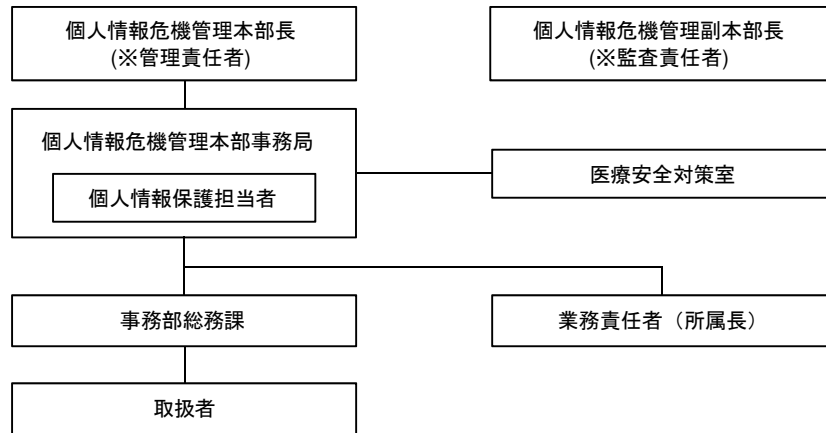 個人情報危機管理本部長
(※管理責任者)
個人情報危機管理副本部長
(※監査責任者)
個人情報危機管理本部事務局
個人情報保護担当者
医療安全対策室
事務部総務課
業務責任者（所属長）
取扱者